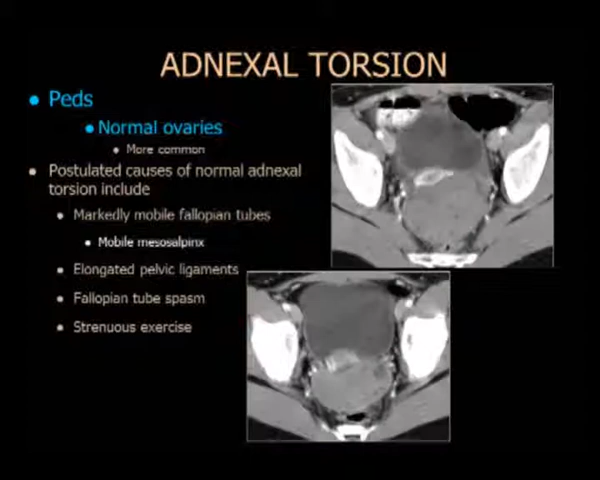 ADNEXAL TORSION
Peds
Normal ovaries
More common
Postulated causes of normal adnexal
torsion include
Markedly mobile fallopian tubes
Mobile mesosalpinx
Elongated pelvic ligaments
Fallopian tube spasm
Strenuous exercise